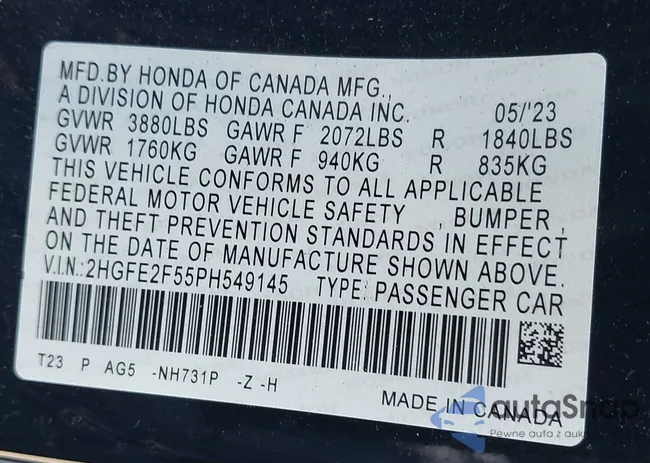 MFD.BY HONDA OF CANADA MFG.,
A DIVISION OF HONDA CANADA INC. 05/'23
GVWR 3880LBS GAWR F 2072LBS R 1840LBS
GVWR 1760KG GAWR F 940KG R 835KG
THIS VEHICLE CONFORMS TO ALL APPLICABLE
FEDERAL MOTOR VEHICLE SAFETY , BUMPER ,
AND THEFT PREVENTION STANDARDS IN EFFECT
ON THE DATE OF MANUFACTURE SHOWN ABOVE.
V.I.N:2HGFE2F55PH549145 TYPE: PASSENGER CAR
T23 P AG5 -NH731P -Z -H
MADE IN CANADA
autoSnap
Pewne auta z aukcji